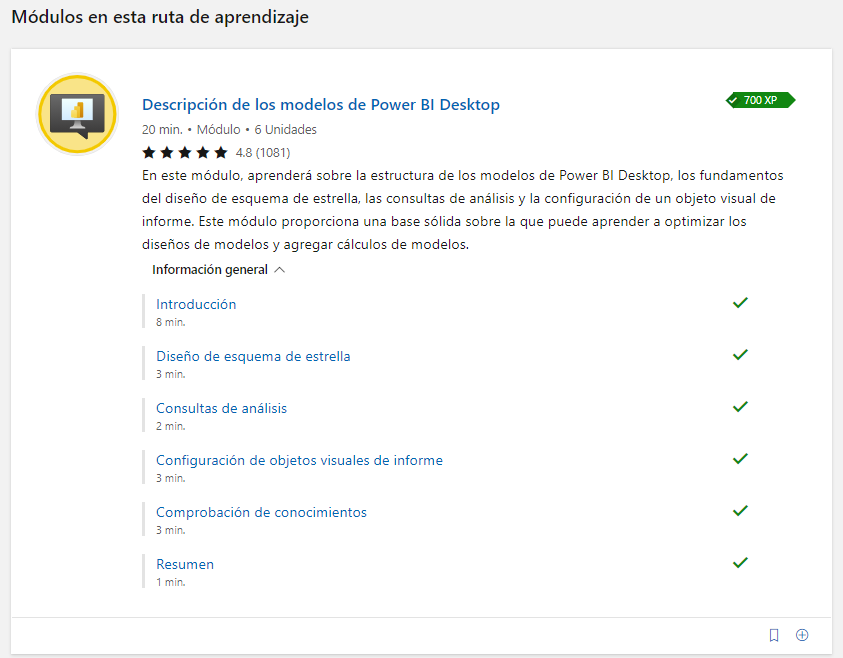 Módulos en esta ruta de aprendizaje
Descripción de los modelos de Power BI Desktop
700 XP
20 min. • Módulo • 6 Unidades
4.8 (1081)
En este módulo, aprenderá sobre la estructura de los modelos de Power BI Desktop, los fundamentos
del diseño de esquema de estrella, las consultas de análisis y la configuración de un objeto visual de
informe. Este módulo proporciona una base sólida sobre la que puede aprender a optimizar los
diseños de modelos y agregar cálculos de modelos.
Información general
Introducción
8 min.
Diseño de esquema de estrella
3 min.
Consultas de análisis
2 min.
Configuración de objetos visuales de informe
3 min.
Comprobación de conocimientos
3 min.
Resumen
1 min.